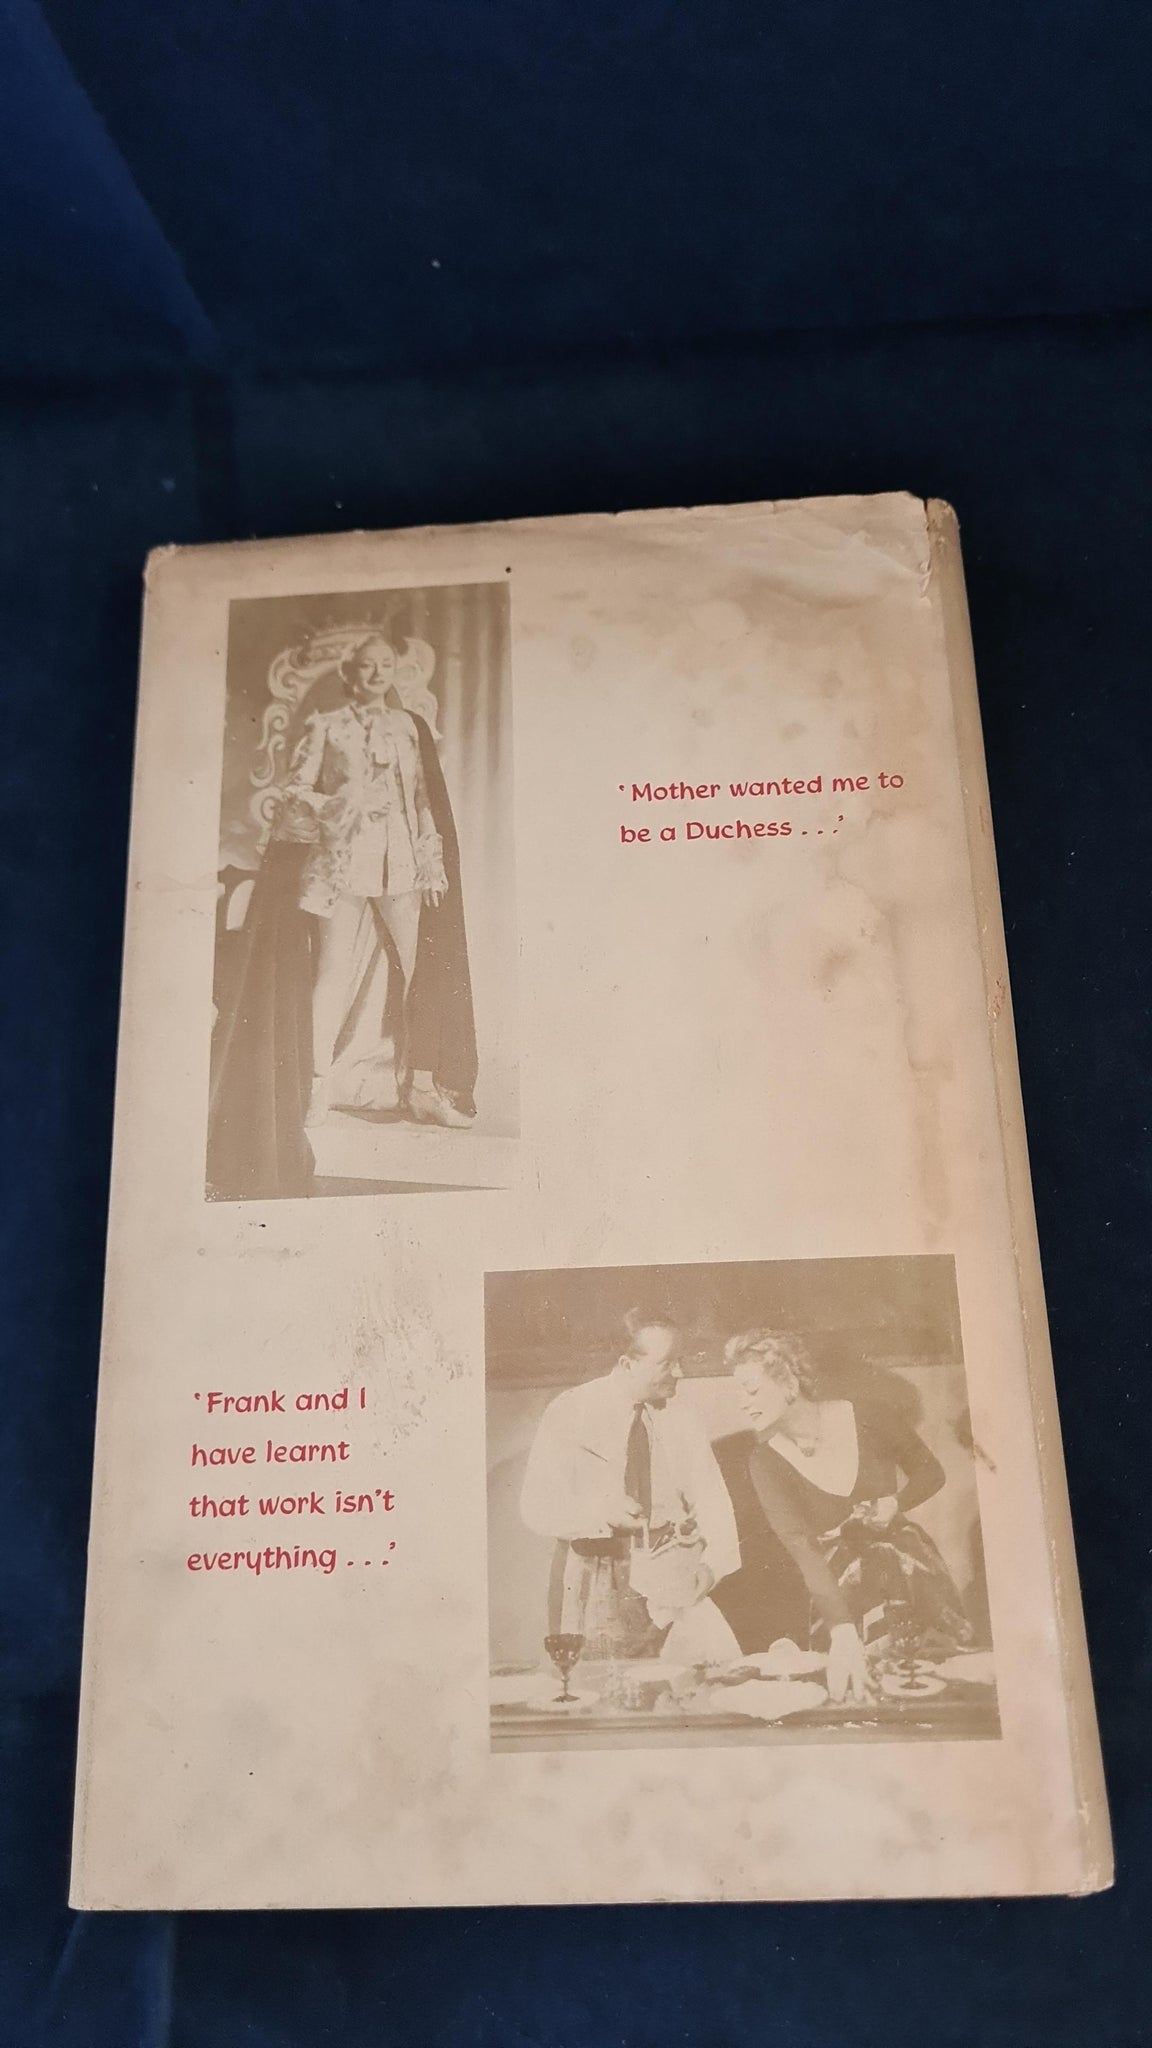 ‘Mother wanted me to
be a Duchess . . .’
‘Frank and I
have learnt
that work isn’t
everything . . .’